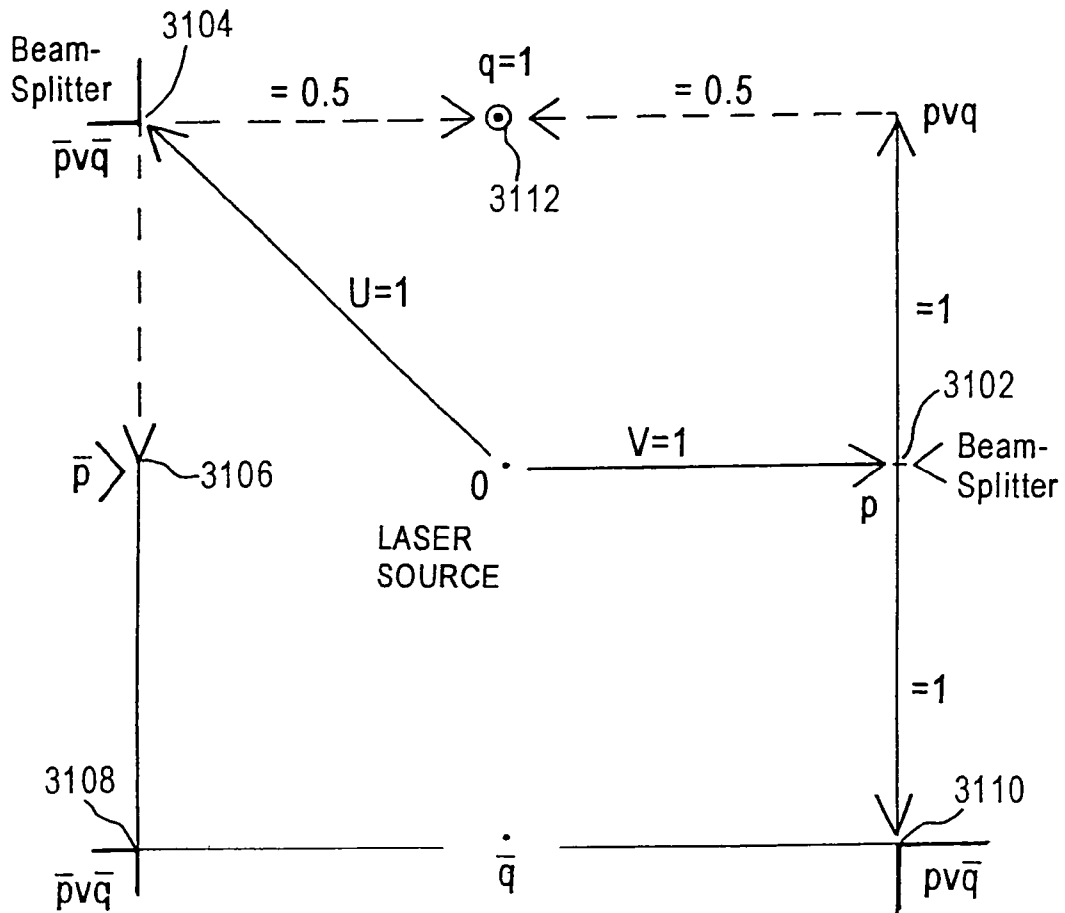 3104
Beam-
Splitter
q=1
= 0.5
= 0.5
pvq
p̄vq̄
3112
U=1
=1
3102
V=1
Beam-
Splitter
p̄
3106
0
p
LASER
SOURCE
=1
3108
3110
p̄vq̄
q̄
pvq̄